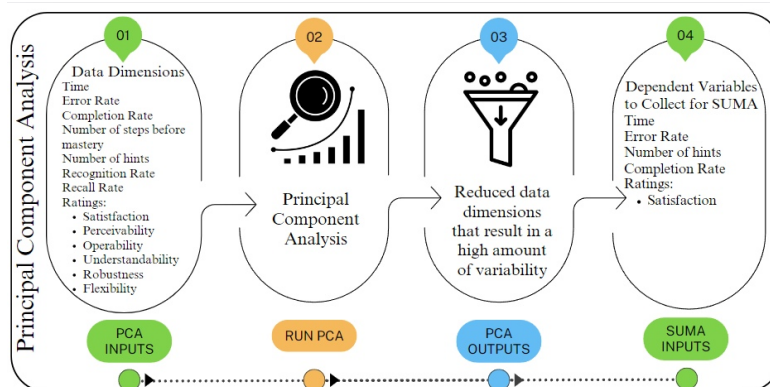 Principal Component Analysis
01
Data Dimensions
Time
Error Rate
Completion Rate
Number of steps before
mastery
Number of hints
Recognition Rate
Recall Rate
Ratings:
• Satisfaction
• Perceivability
• Operability
• Understandability
• Robustness
• Flexibility
PCA
INPUTS
02
Principal
Component
Analysis
RUN PCA
03
Reduced data
dimensions
that result in a
high amount
of variability
PCA
OUTPUTS
04
Dependent Variables
to Collect for SUMA
Time
Error Rate
Number of hints
Completion Rate
Ratings:
• Satisfaction
SUMA
INPUTS